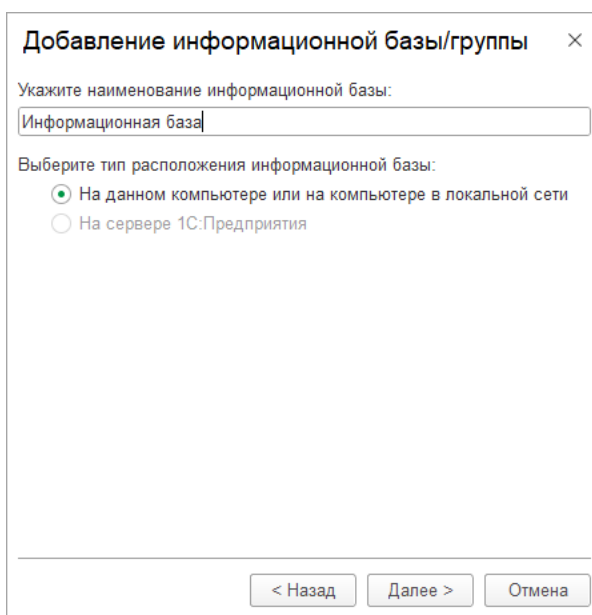 Добавление информационной базы/группы
Укажите наименование информационной базы:
Информационная база
Выберите тип расположения информационной базы:
На данном компьютере или на компьютере в локальной сети
На сервере 1С:Предприятия
< Назад
Далее >
Отмена